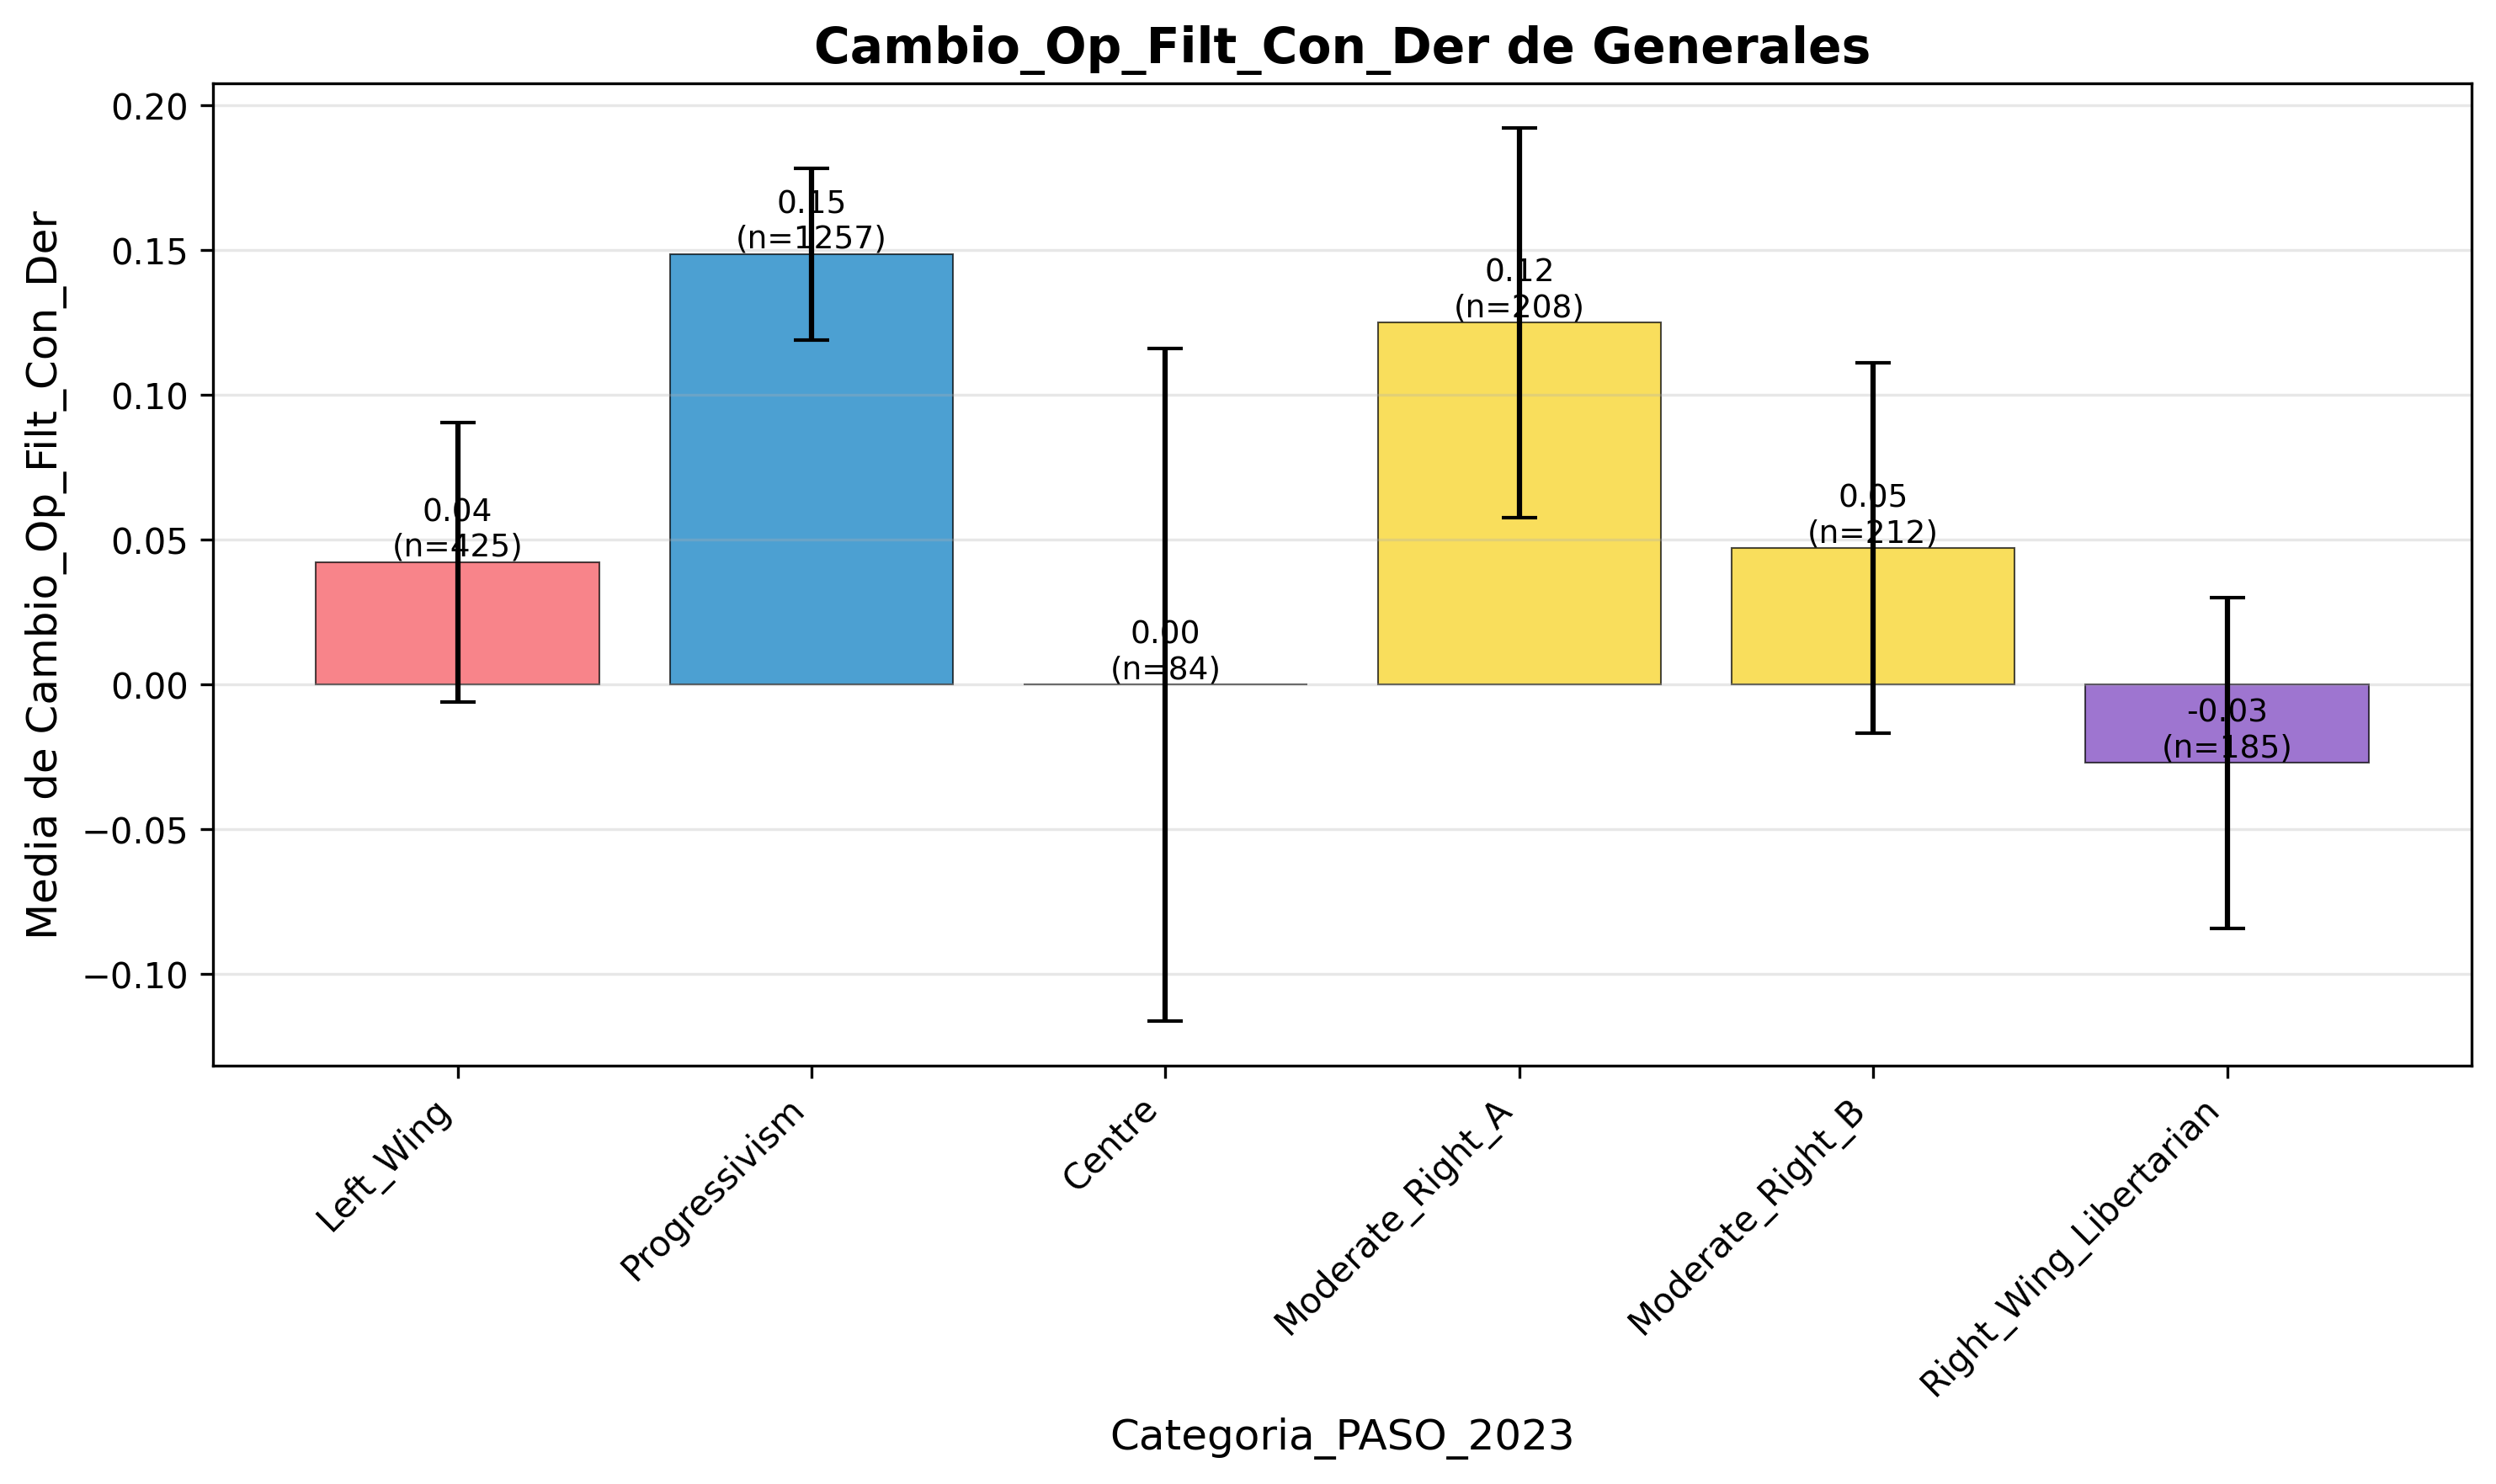 Cambio_Op_Filt_Con_Der de Generales
Media de Cambio_Op_Filt_Con_Der
0.20
0.15
0.10
0.05
0.00
−0.05
−0.10
0.04
(n=425)
0.15
(n=1257)
0.00
(n=84)
0.12
(n=208)
0.05
(n=212)
-0.03
(n=185)
Left_Wing
Progressivism
Centre
Moderate_Right_A
Moderate_Right_B
Right_Wing_Libertarian
Categoria_PASO_2023